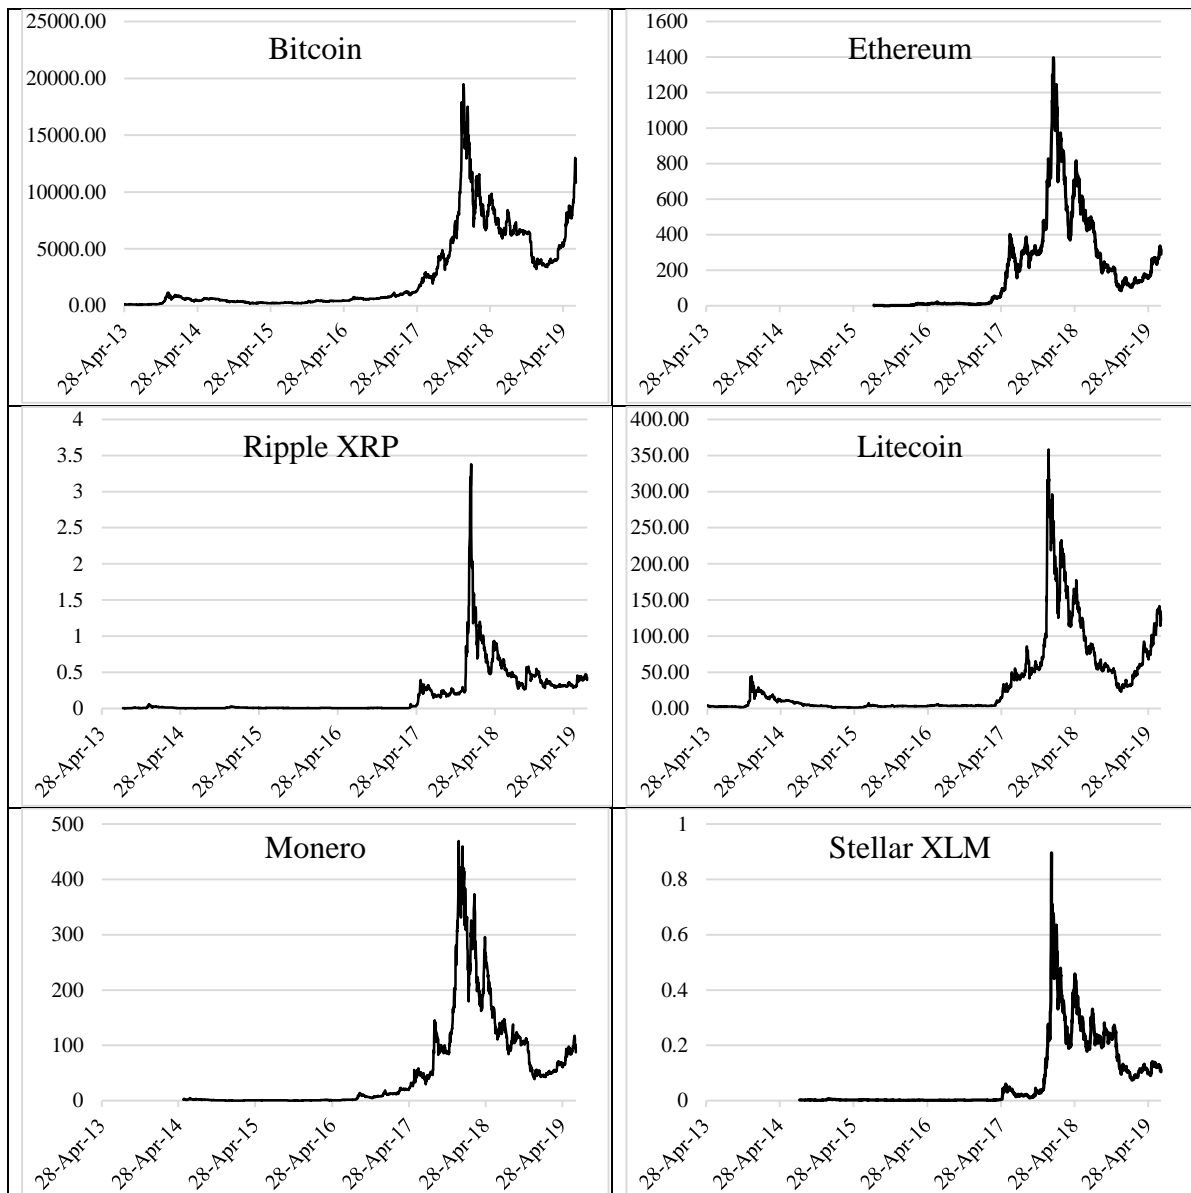 Bitcoin
25000.00
20000.00
15000.00
10000.00
5000.00
0.00
28-Apr-13
28-Apr-14
28-Apr-15
28-Apr-16
28-Apr-17
28-Apr-18
28-Apr-19
Ethereum
1600
1400
1200
1000
800
600
400
200
0
28-Apr-13
28-Apr-14
28-Apr-15
28-Apr-16
28-Apr-17
28-Apr-18
28-Apr-19
Ripple XRP
4
3.5
3
2.5
2
1.5
1
0.5
0
28-Apr-13
28-Apr-14
28-Apr-15
28-Apr-16
28-Apr-17
28-Apr-18
28-Apr-19
Litecoin
400.00
350.00
300.00
250.00
200.00
150.00
100.00
50.00
0.00
28-Apr-13
28-Apr-14
28-Apr-15
28-Apr-16
28-Apr-17
28-Apr-18
28-Apr-19
Monero
500
400
300
200
100
0
28-Apr-13
28-Apr-14
28-Apr-15
28-Apr-16
28-Apr-17
28-Apr-18
28-Apr-19
Stellar XLM
1
0.8
0.6
0.4
0.2
0
28-Apr-13
28-Apr-14
28-Apr-15
28-Apr-16
28-Apr-17
28-Apr-18
28-Apr-19